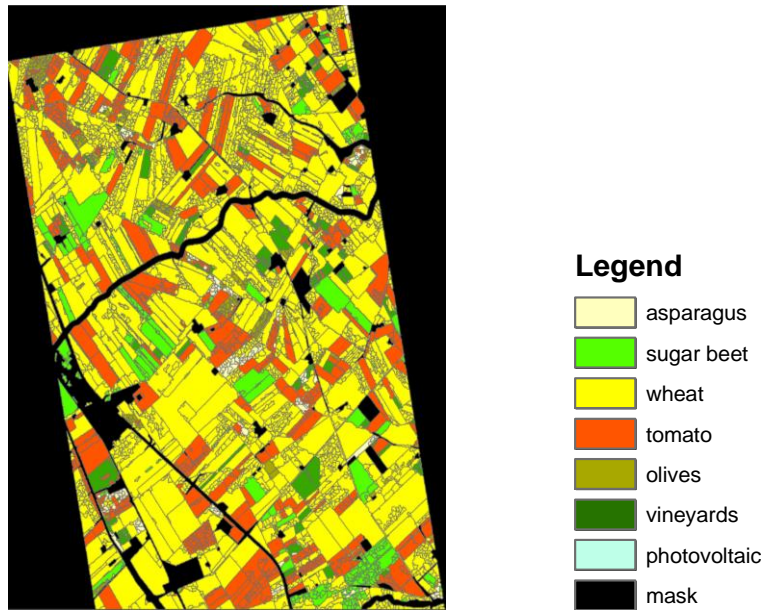 Legend
asparagus
sugar beet
wheat
tomato
olives
vineyards
photovoltaic
mask